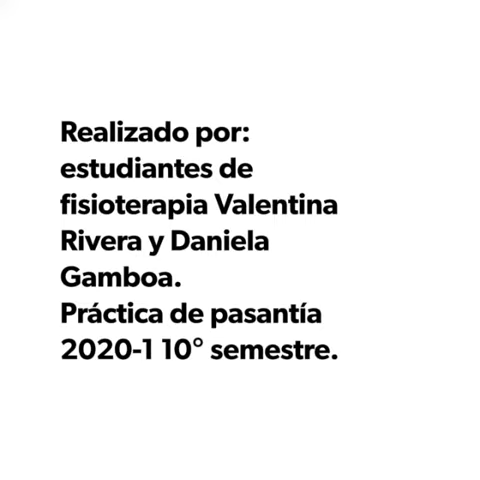 Realizado por:
estudiantes de
fisioterapia Valentina
Rivera y Daniela
Gamboa.
Práctica de pasantía
2020-1 10° semestre.